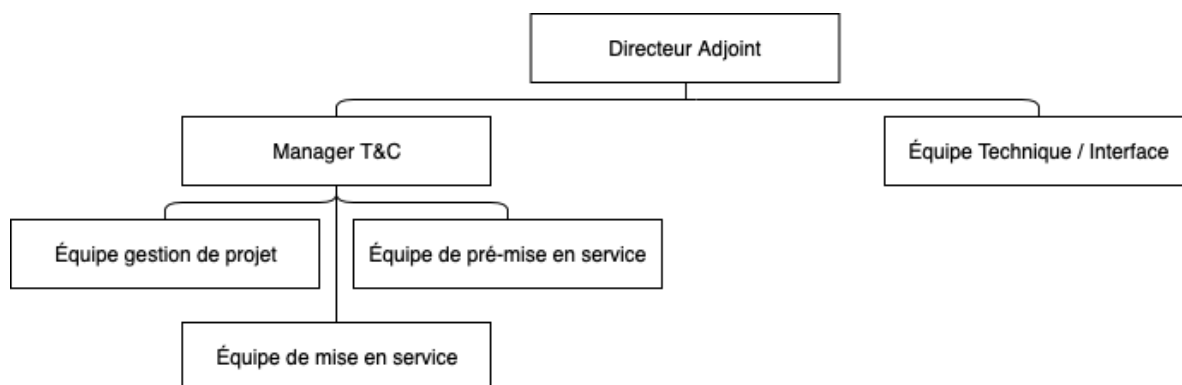 Directeur Adjoint
Manager T&C
Équipe Technique / Interface
Équipe gestion de projet
Équipe de pré-mise en service
Équipe de mise en service